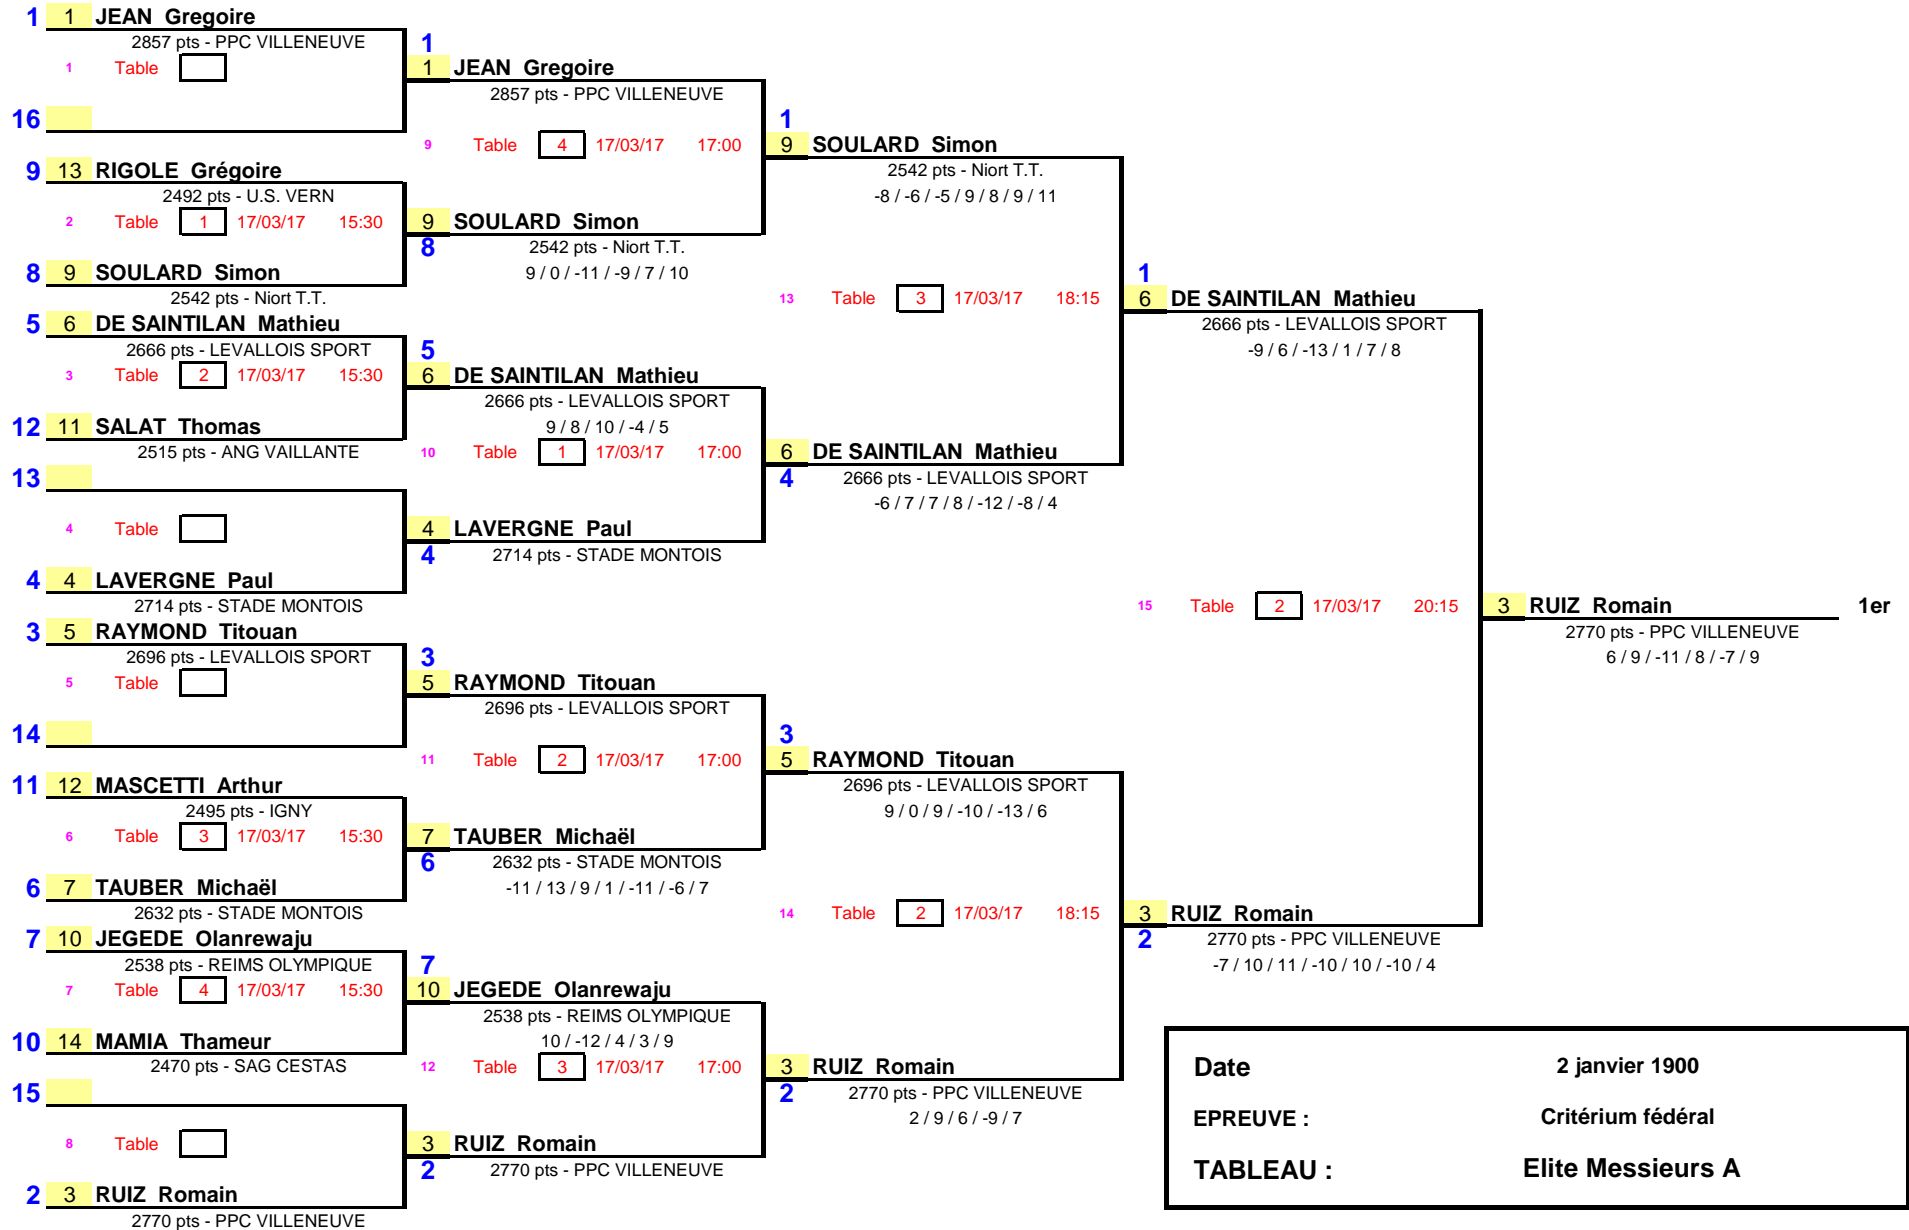 1 1 JEAN Gregoire
2857 pts - PPC VILLENEUVE
1 Table
16
9 13 RIGOLE Grégoire
2492 pts - U.S. VERN
2 Table 1 17/03/17 15:30
8 9 SOULARD Simon
2542 pts - Niort T.T.
5 6 DE SAINTILAN Mathieu
2666 pts - LEVALLOIS SPORT
3 Table 2 17/03/17 15:30
12 11 SALAT Thomas
2515 pts - ANG VAILLANTE
13
4 Table
4 4 LAVERGNE Paul
2714 pts - STADE MONTOIS
3 5 RAYMOND Titouan
2696 pts - LEVALLOIS SPORT
5 Table
14
11 12 MASCETTI Arthur
2495 pts - IGNY
6 Table 3 17/03/17 15:30
6 7 TAUBER Michaël
2632 pts - STADE MONTOIS
7 10 JEGEDE Olanrewaju
2538 pts - REIMS OLYMPIQUE
7 Table 4 17/03/17 15:30
10 14 MAMIA Thameur
2470 pts - SAG CESTAS
15
8 Table
2 3 RUIZ Romain
2770 pts - PPC VILLENEUVE
1
1 JEAN Gregoire
2857 pts - PPC VILLENEUVE
9 Table 4 17/03/17 17:00
9 SOULARD Simon
8
2542 pts - Niort T.T.
9 / 0 / -11 / -9 / 7 / 10
5
6 DE SAINTILAN Mathieu
2666 pts - LEVALLOIS SPORT
9 / 8 / 10 / -4 / 5
10 Table 1 17/03/17 17:00
4 LAVERGNE Paul
4
2714 pts - STADE MONTOIS
3
5 RAYMOND Titouan
2696 pts - LEVALLOIS SPORT
11 Table 2 17/03/17 17:00
7 TAUBER Michaël
6
2632 pts - STADE MONTOIS
-11 / 13 / 9 / 1 / -11 / -6 / 7
7
10 JEGEDE Olanrewaju
2538 pts - REIMS OLYMPIQUE
10 / -12 / 4 / 3 / 9
12 Table 3 17/03/17 17:00
3 RUIZ Romain
2
2770 pts - PPC VILLENEUVE
1
9 SOULARD Simon
2542 pts - Niort T.T.
-8 / -6 / -5 / 9 / 8 / 9 / 11
13 Table 3 17/03/17 18:15
6 DE SAINTILAN Mathieu
4
2666 pts - LEVALLOIS SPORT
-6 / 7 / 7 / 8 / -12 / -8 / 4
3
5 RAYMOND Titouan
2696 pts - LEVALLOIS SPORT
9 / 0 / 9 / -10 / -13 / 6
14 Table 2 17/03/17 18:15
3 RUIZ Romain
2
2770 pts - PPC VILLENEUVE
2 / 9 / 6 / -9 / 7
1
6 DE SAINTILAN Mathieu
2666 pts - LEVALLOIS SPORT
-9 / 6 / -13 / 1 / 7 / 8
15 Table 2 17/03/17 20:15
3 RUIZ Romain
2
2770 pts - PPC VILLENEUVE
-7 / 10 / 11 / -10 / 10 / -10 / 4
3 RUIZ Romain 1er
2770 pts - PPC VILLENEUVE
6 / 9 / -11 / 8 / -7 / 9
Date 2 janvier 1900
EPREUVE : Critérium fédéral
TABLEAU : Elite Messieurs A